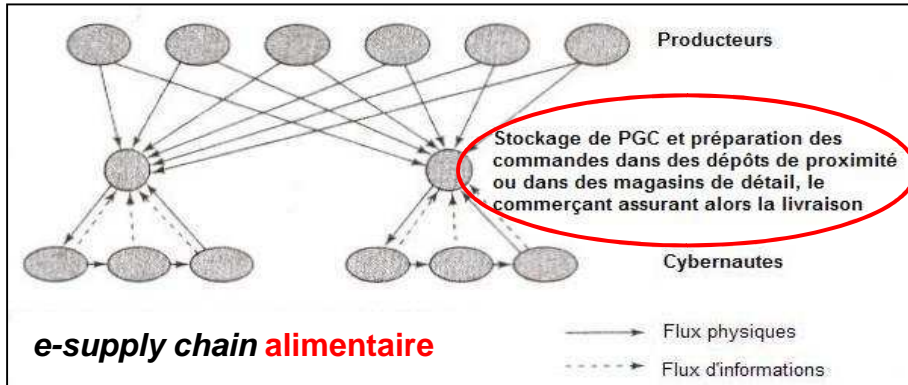 Producteurs
Stockage de PGC et préparation des
commandes dans des dépôts de proximité
ou dans des magasins de détail, le
commerçant assurant alors la livraison
Cybernautes
e-supply chain alimentaire
Flux physiques
Flux d'informations